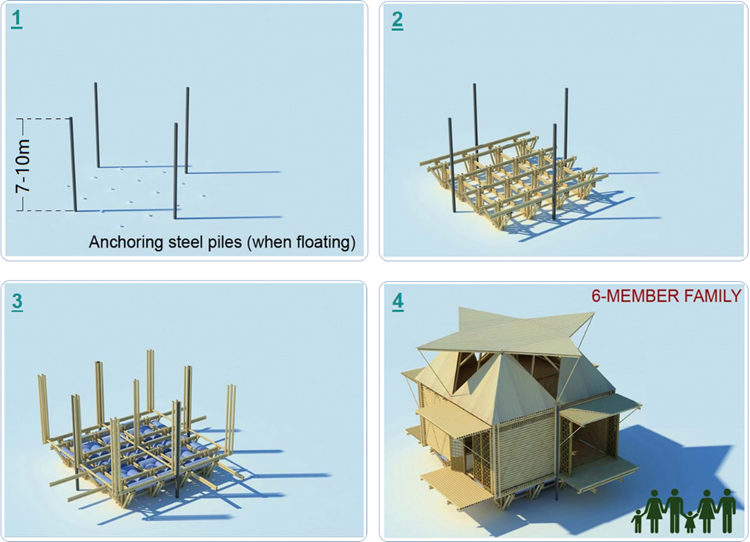 1
7-10m
Anchoring steel piles (when floating)
2
3
4
6-MEMBER FAMILY